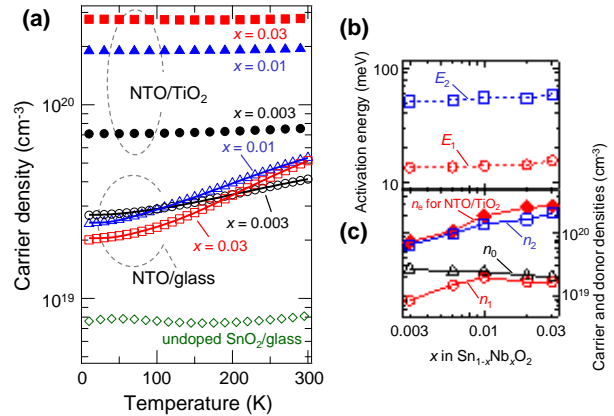 (a)
x = 0.03
x = 0.01
NTO/TiO₂
x = 0.003
x = 0.01
x = 0.003
x = 0.03
NTO/glass
undoped SnO₂/glass
10²⁰
10¹⁹
Carrier density (cm⁻³)
0
100
200
300
Temperature (K)
(b)
Activation energy (meV)
100
10
E₂
E₁
(c)
nₑ for NTO/TiO₂
n₂
n₀
n₁
10²⁰
10¹⁹
Carrier and donor densities (cm⁻³)
0.003
0.01
0.03
x in Sn₁₋ₓNbₓO₂